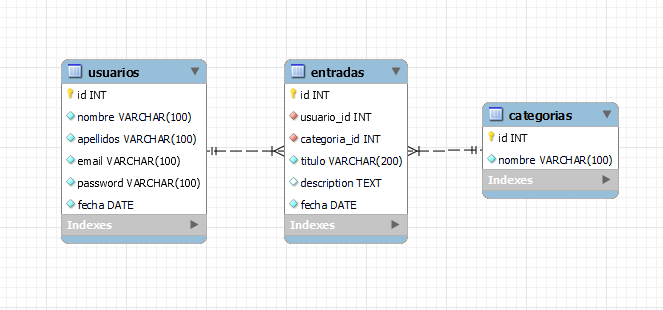 usuarios
id INT
nombre VARCHAR(100)
apellidos VARCHAR(100)
email VARCHAR(100)
password VARCHAR(100)
fecha DATE
Indexes
entradas
id INT
usuario_id INT
categoria_id INT
titulo VARCHAR(200)
description TEXT
fecha DATE
Indexes
categorias
id INT
nombre VARCHAR(100)
Indexes